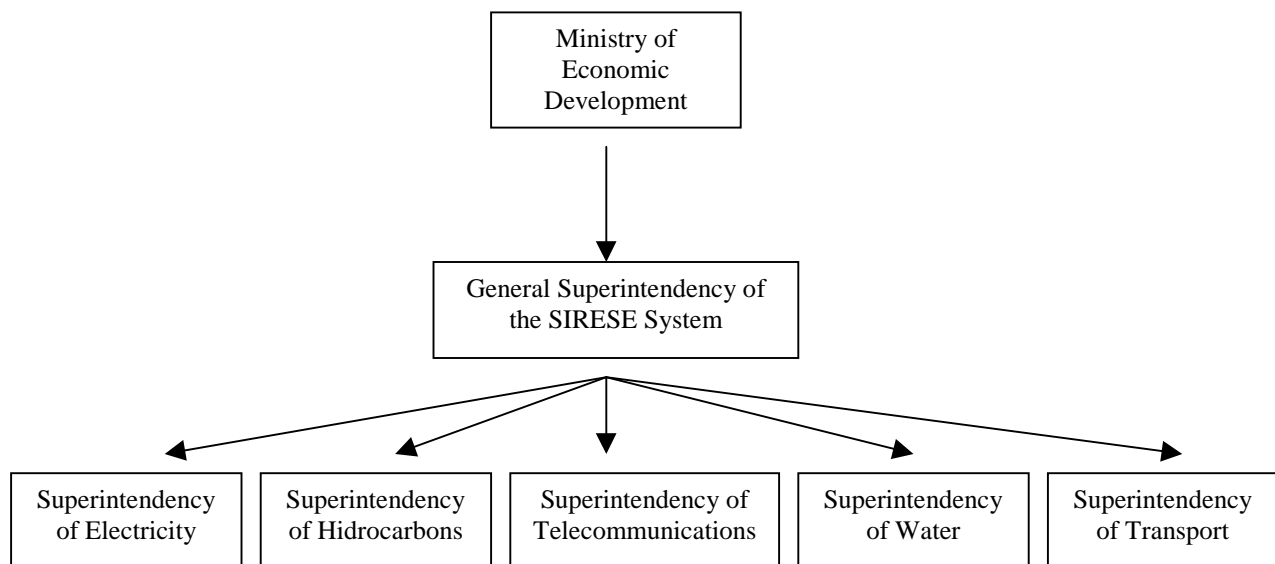 Ministry of
Economic
Development
General Superintendency of
the SIRESE System
Superintendency
of Electricity
Superintendency
of Hidrocarbons
Superintendency of
Telecommunications
Superintendency
of Water
Superintendency
of Transport